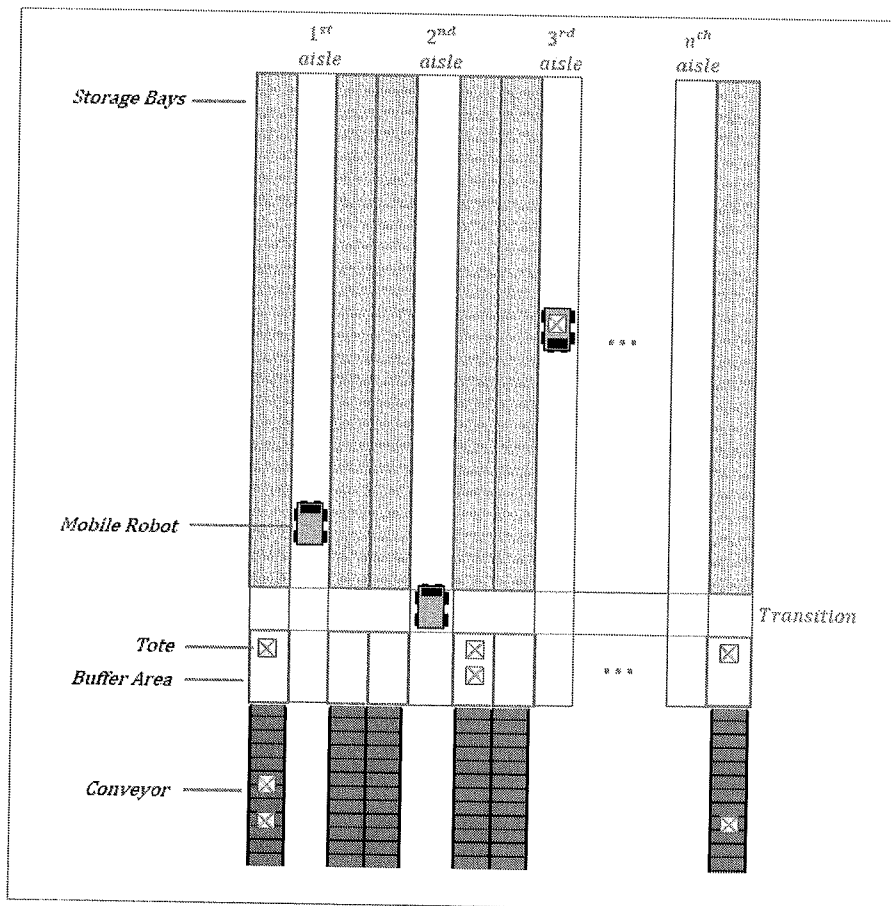 1st aisle
2nd aisle
3rd aisle
nth aisle
Storage Bays
...
Mobile Robot
Transition
Tote
...
Buffer Area
Conveyor